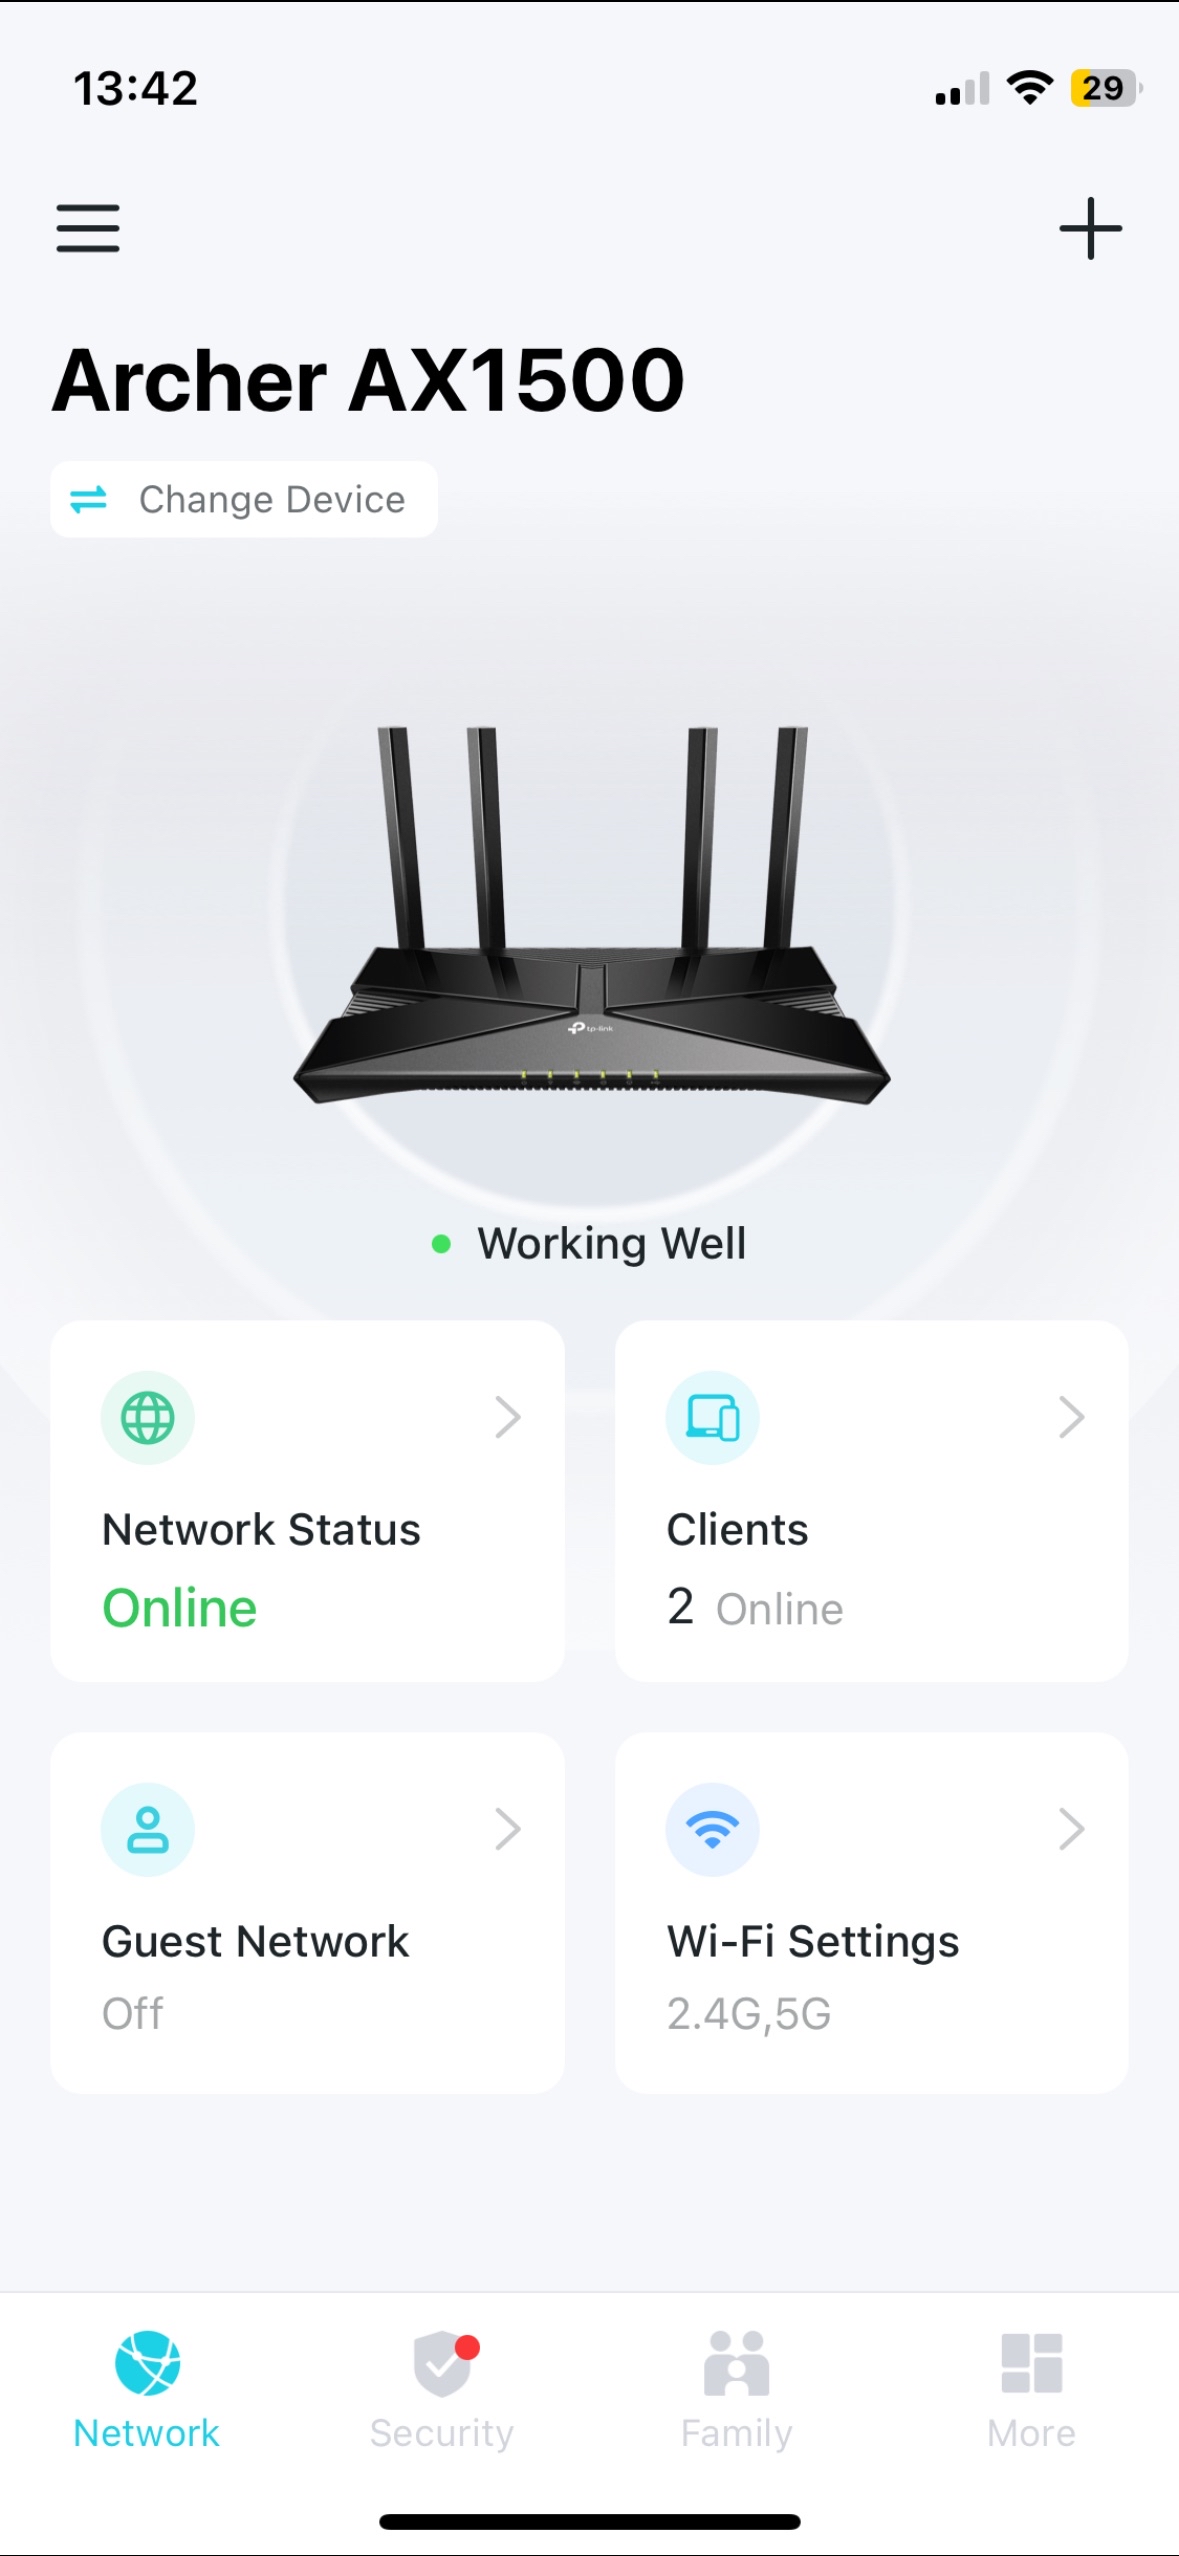 13:42
29
Archer AX1500
Change Device
tp-link
Working Well
Network Status
Online
Clients
2 Online
Guest Network
Off
Wi-Fi Settings
2.4G,5G
Network
Security
Family
More